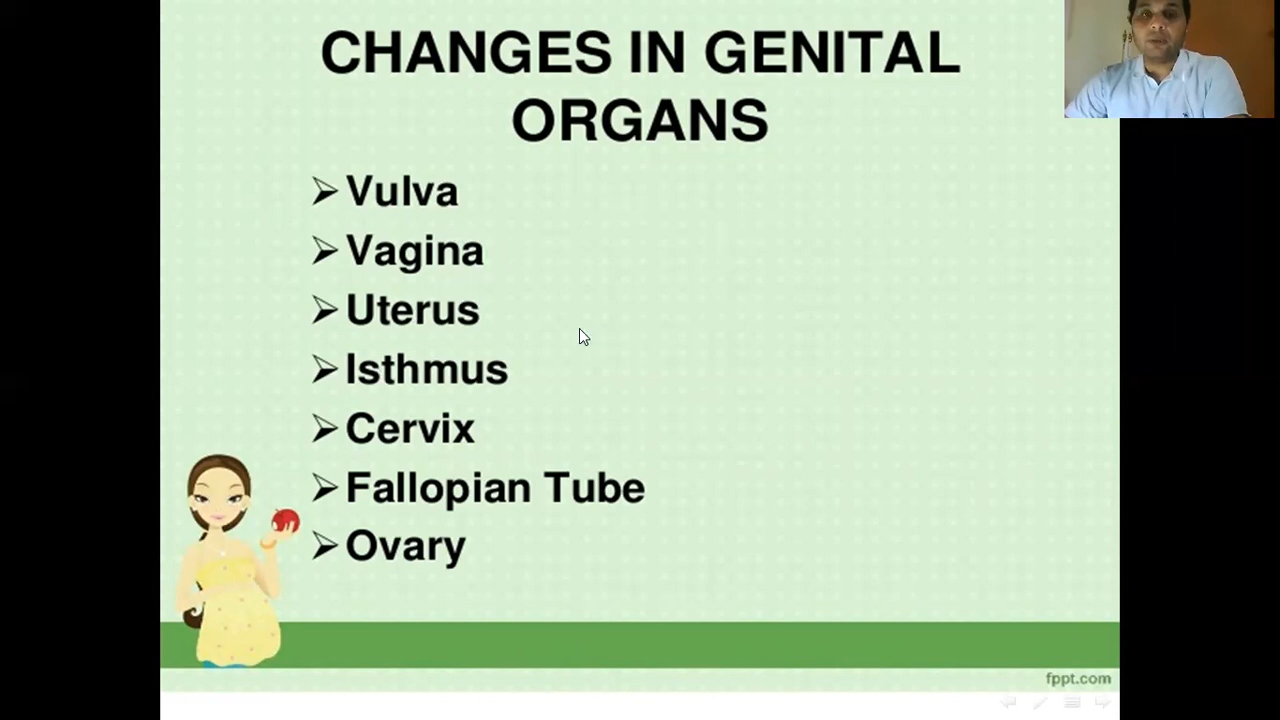 CHANGES IN GENITAL
ORGANS
➢ Vulva
➢ Vagina
➢ Uterus
➢ Isthmus
➢ Cervix
➢ Fallopian Tube
➢ Ovary
fppt.com